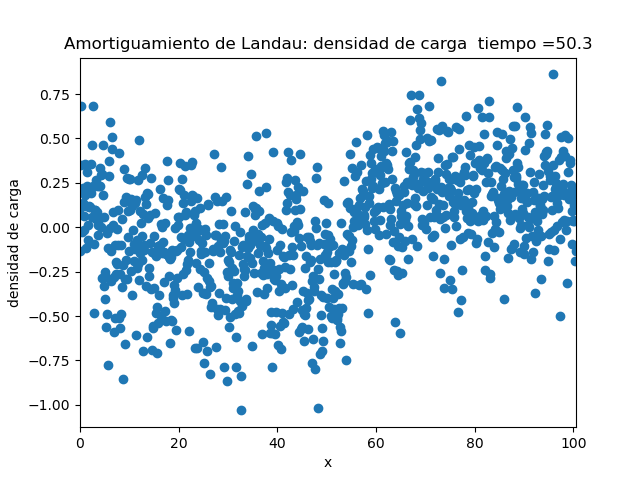 Amortiguamiento de Landau: densidad de carga  tiempo =50.3
densidad de carga
0.75
0.50
0.25
0.00
−0.25
−0.50
−0.75
−1.00
0 20 40 60 80 100
x